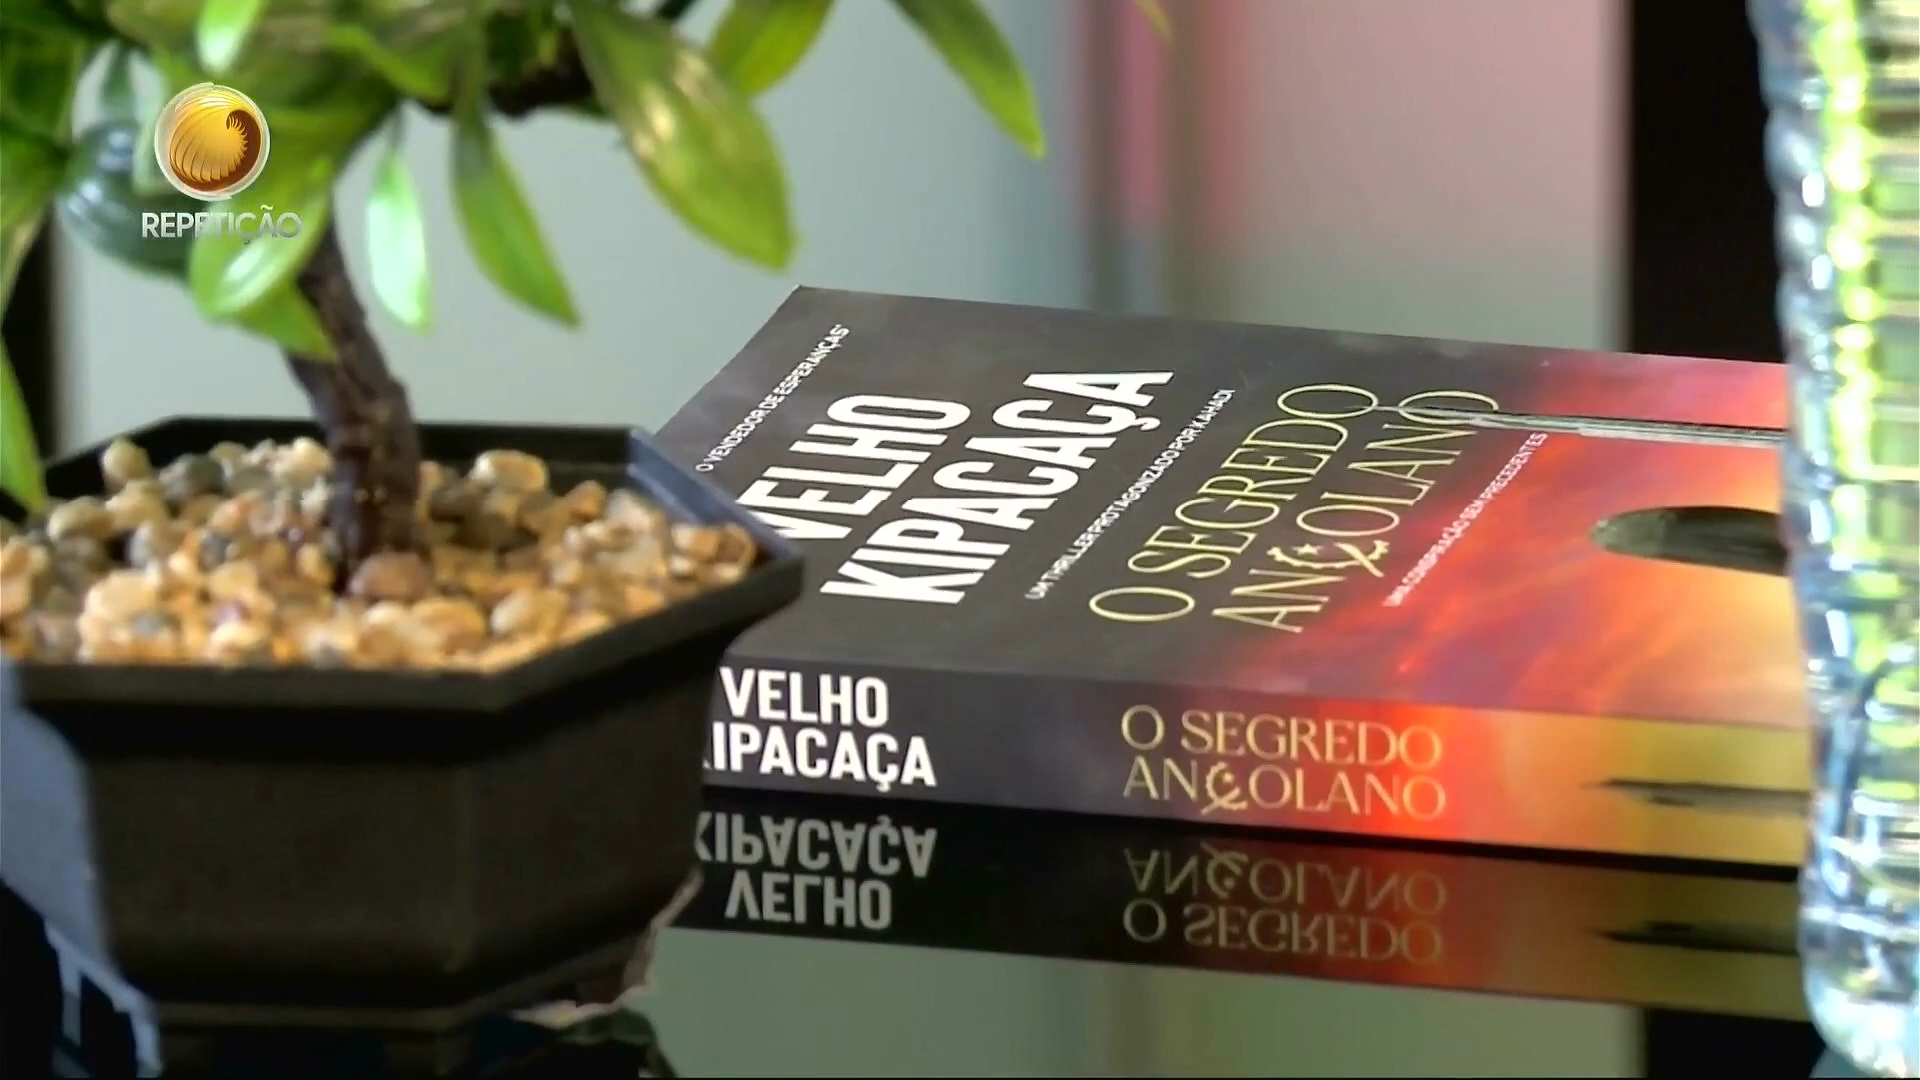 REPETIÇÃO
O VENDEDOR DE ESPERANÇAS"
VELHO
KIPACAÇA
UM THRILLER PROTAGONIZADO POR KAHADI
O SEGREDO
ANGOLANO
UMA CONSPIRAÇÃO SEM PRECEDENTES
VELHO
KIPACAÇA
O SEGREDO
ANGOLANO